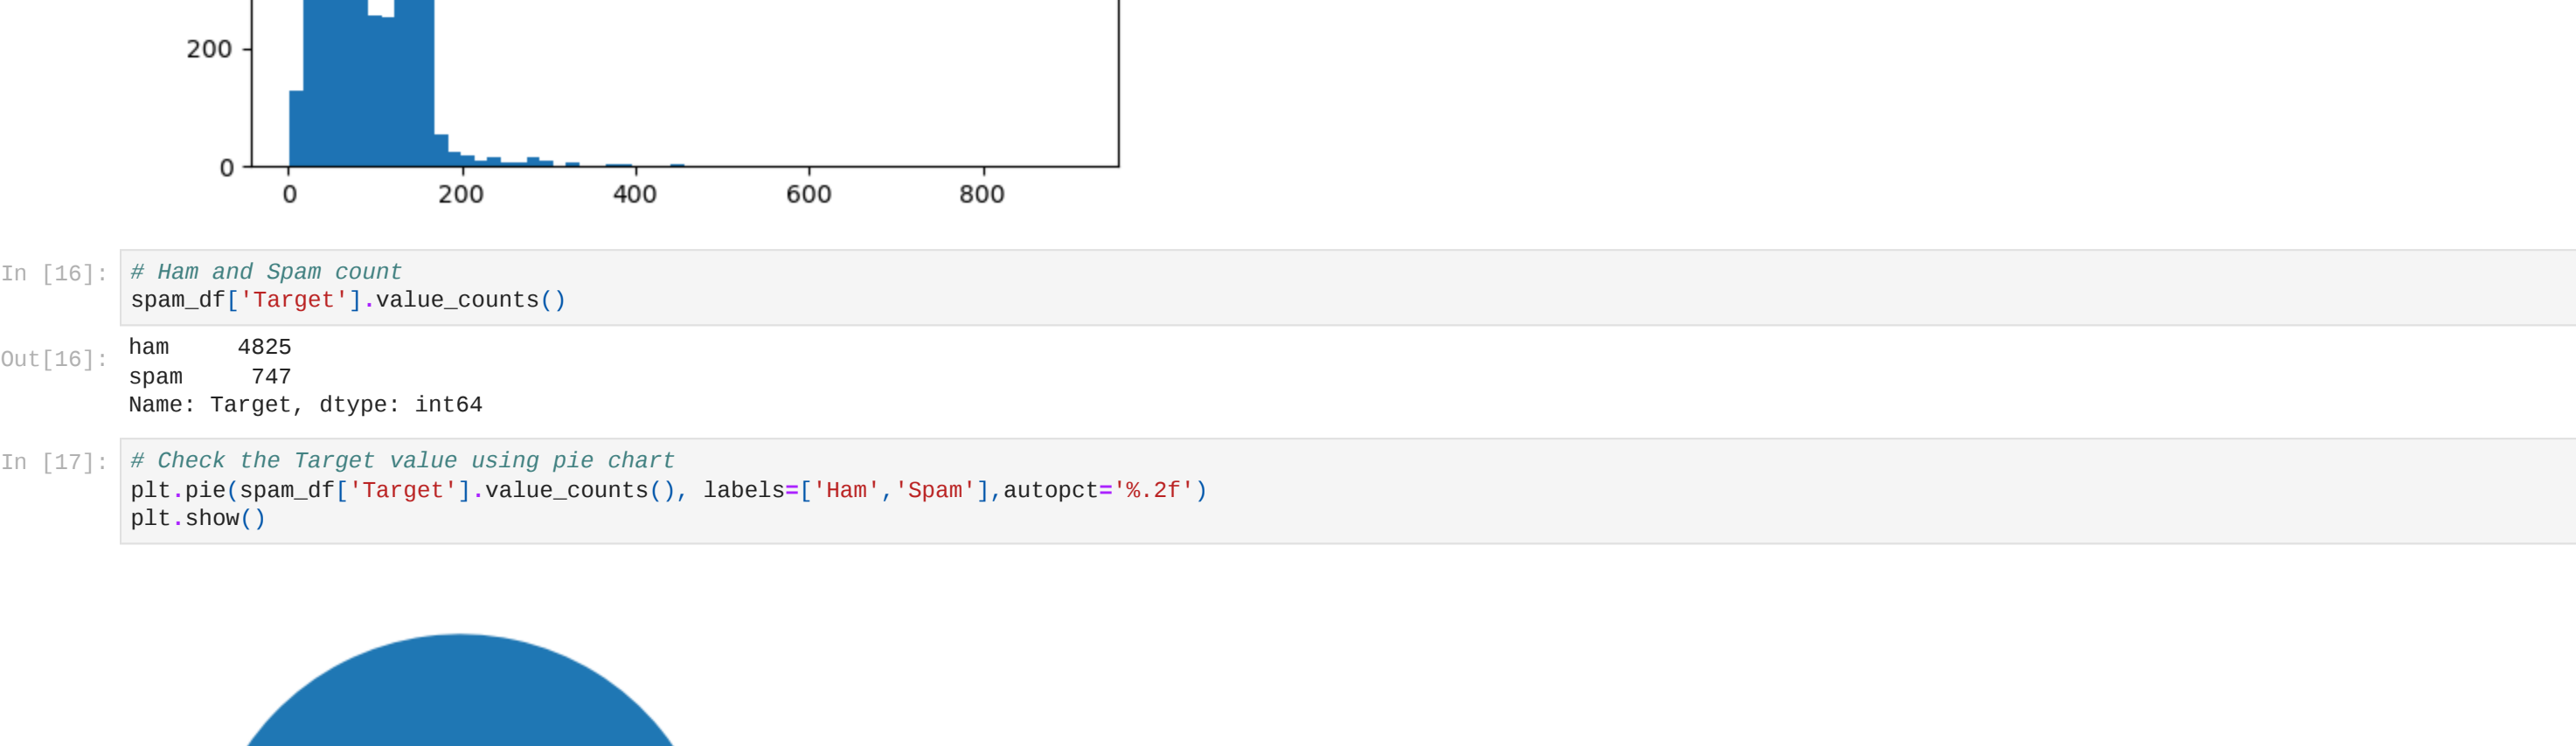 200
0
0 200 400 600 800
In [16]: # Ham and Spam count
spam_df['Target'].value_counts()
Out[16]: ham     4825
spam     747
Name: Target, dtype: int64
In [17]: # Check the Target value using pie chart
plt.pie(spam_df['Target'].value_counts(), labels=['Ham','Spam'],autopct='%.2f')
plt.show()